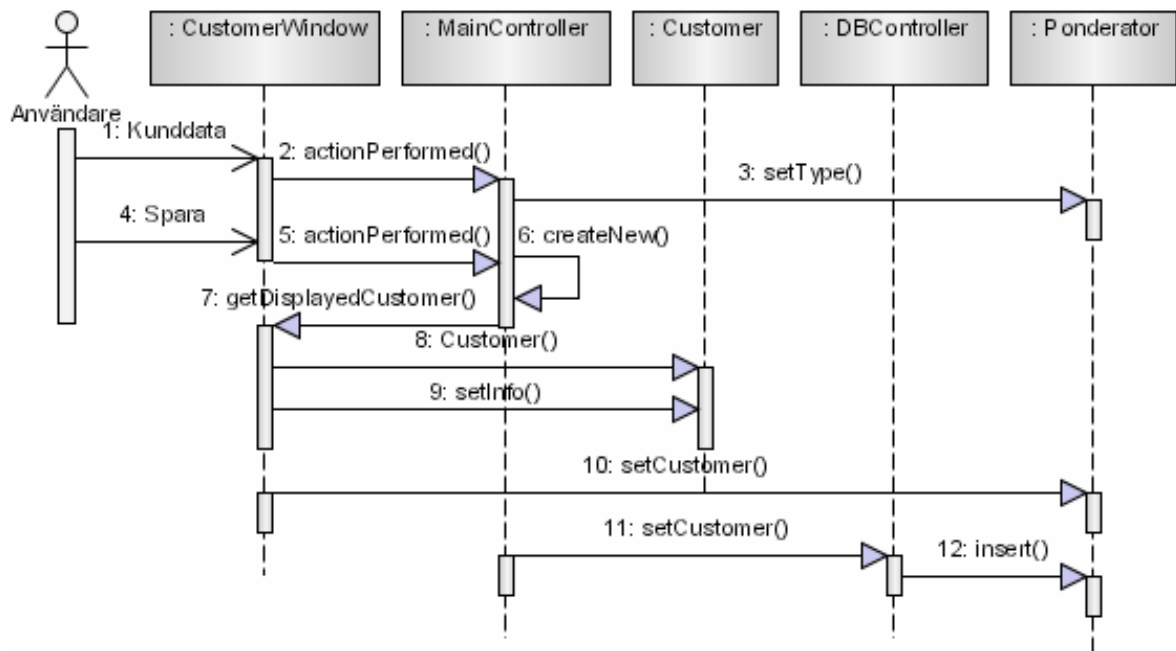 : CustomerWindow
: MainController
: Customer
: DBController
: Ponderator
Användare
1: Kunddata
2: actionPerformed()
3: setType()
4: Spara
5: actionPerformed()
6: createNew()
7: getDisplayedCustomer()
8: Customer()
9: setInfo()
10: setCustomer()
11: setCustomer()
12: insert()